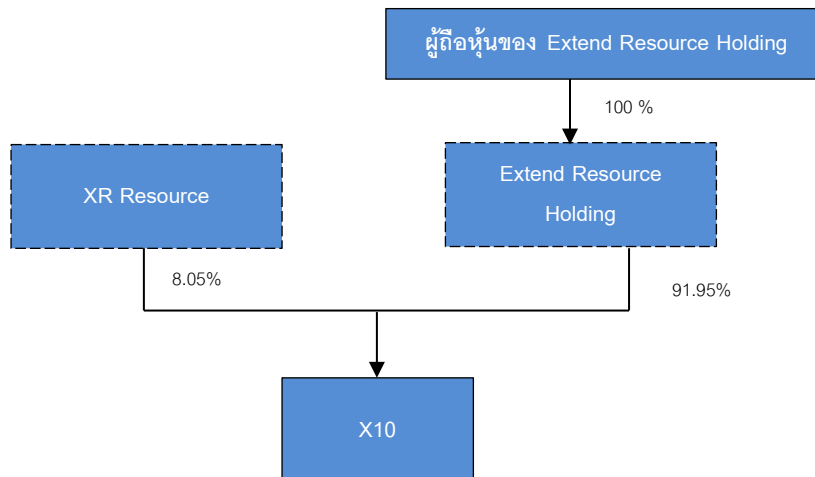 ผู้ถือหุ้นของ Extend Resource Holding
100 %
XR Resource
Extend Resource
Holding
8.05%
91.95%
X10